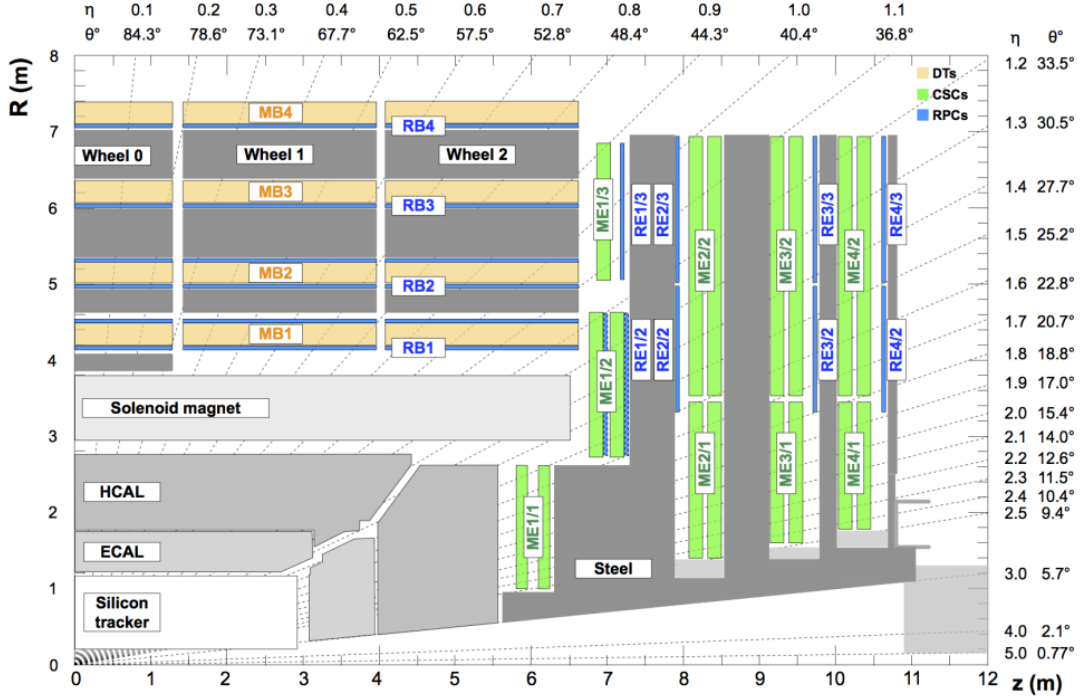 η 0.1 0.2 0.3 0.4 0.5 0.6 0.7 0.8 0.9 1.0 1.1
θ° 84.3° 78.6° 73.1° 67.7° 62.5° 57.5° 52.8° 48.4° 44.3° 40.4° 36.8° η θ°
R (m)
8
7
6
5
4
3
2
1
0
1.2 33.5°
1.3 30.5°
1.4 27.7°
1.5 25.2°
1.6 22.8°
1.7 20.7°
1.8 18.8°
1.9 17.0°
2.0 15.4°
2.1 14.0°
2.2 12.6°
2.3 11.5°
2.4 10.4°
2.5 9.4°
3.0 5.7°
4.0 2.1°
5.0 0.77°
DTs
CSCs
RPCs
MB4
RB4
Wheel 0 Wheel 1 Wheel 2
MB3
RB3
MB2
RB2
MB1
RB1
Solenoid magnet
HCAL
ECAL
Silicon
tracker
Steel
ME1/3
RE1/3
RE2/3
ME2/2
ME3/2
RE3/3
ME4/2
RE4/3
ME1/2
RE1/2
RE2/2
RE3/2
RE4/2
ME1/1
ME2/1
ME3/1
ME4/1
0 1 2 3 4 5 6 7 8 9 10 11 12
z (m)